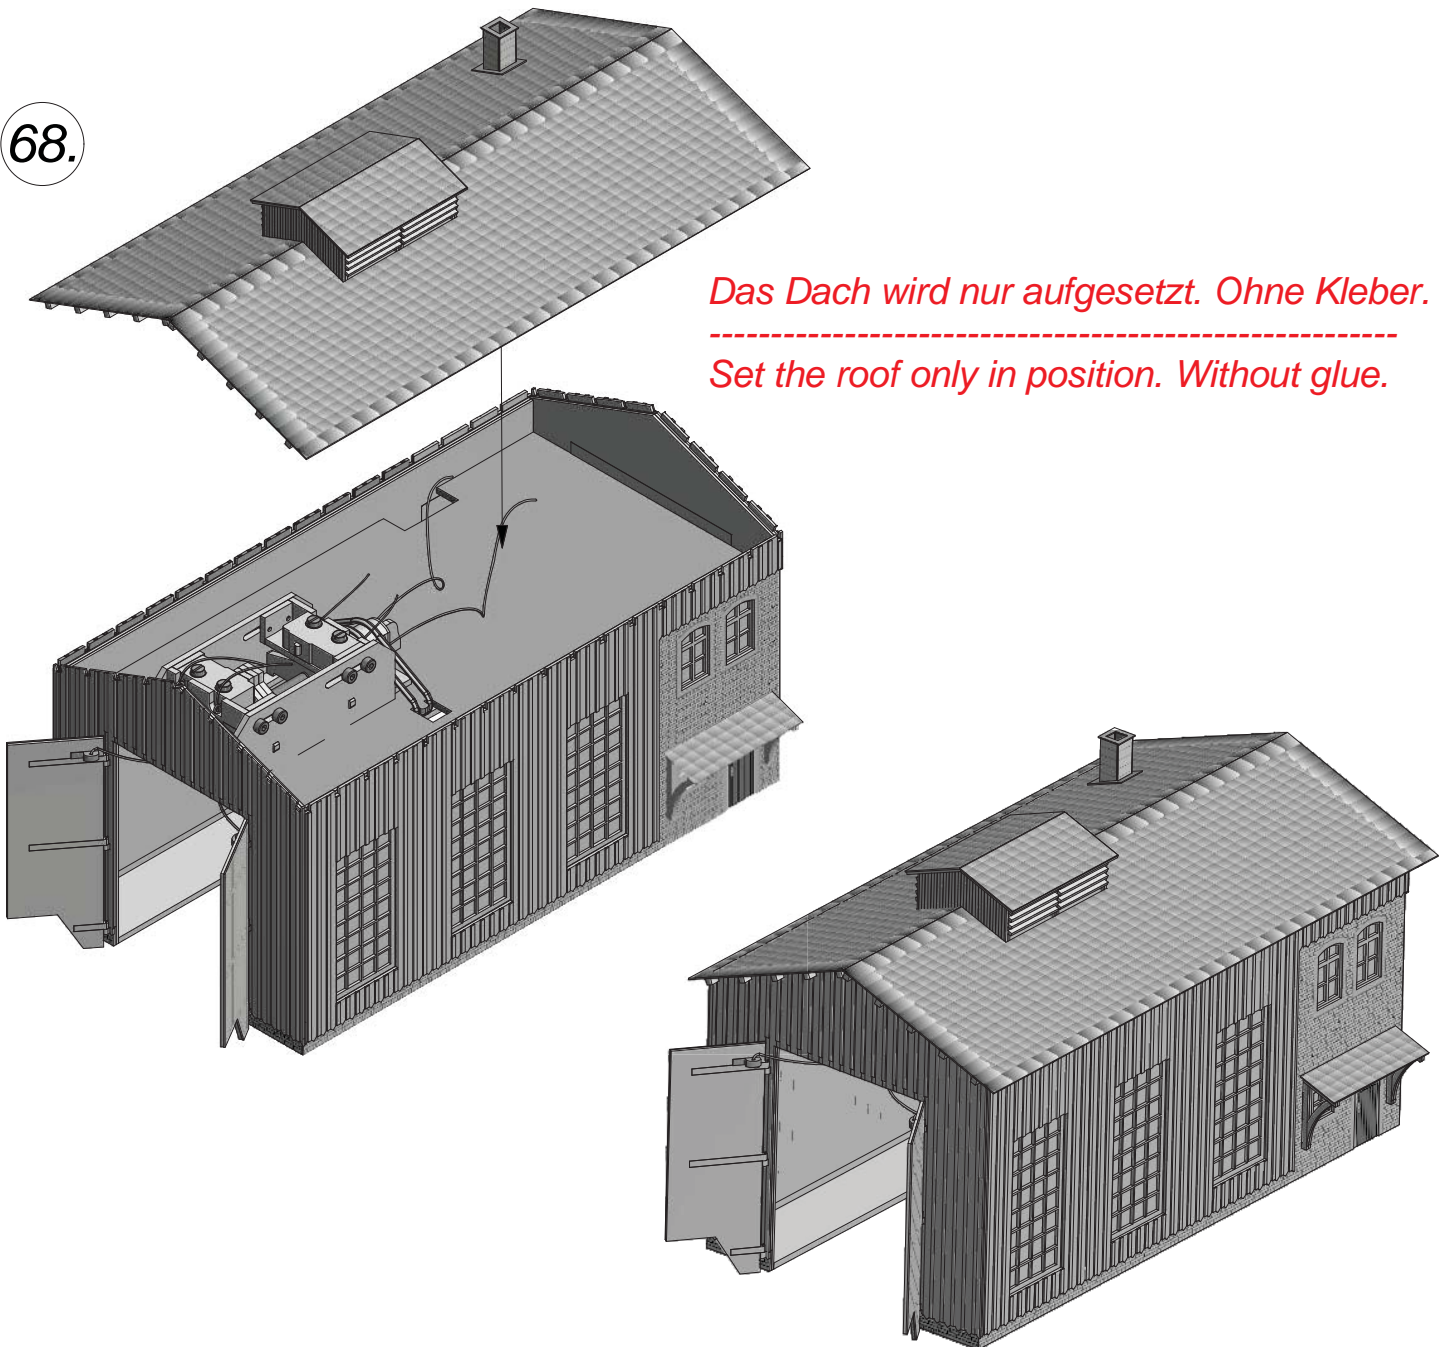 68.
Das Dach wird nur aufgesetzt. Ohne Kleber.
--------------------------------------------------------
Set the roof only in position. Without glue.